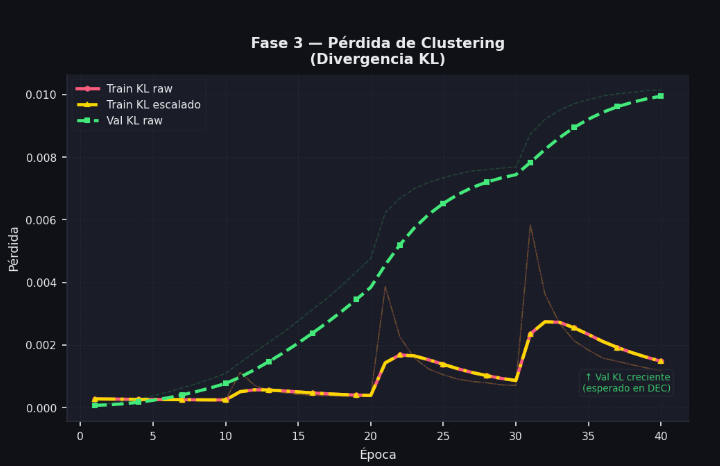 Fase 3 — Pérdida de Clustering
(Divergencia KL)
Train KL raw
Train KL escalado
Val KL raw
Pérdida
0.010
0.008
0.006
0.004
0.002
0.000
↑ Val KL creciente
(esperado en DEC)
0 5 10 15 20 25 30 35 40
Época